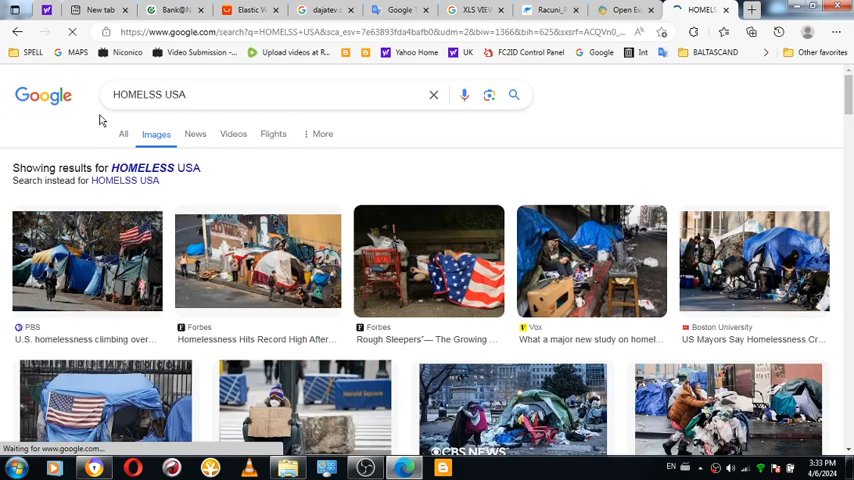 New tab
Bank@N
Elastic W
dajatev s
Google T
XLS VIEV
Racuni_P
Open Ex
HOMELS
https://www.google.com/search?q=HOMELSS+USA&sca_esv=7e63893fda4bafb0&udm=2&biw=1366&bih=625&sxsrf=ACQVn0_...
SPELL
MAPS
Niconico
Video Submission -...
Upload videos at R...
Yahoo Home
UK
FC2ID Control Panel
Google
Int
BALTASCAND
Other favorites
Google
HOMELSS USA
All
Images
News
Videos
Flights
More
Showing results for HOMELESS USA
Search instead for HOMELSS USA
PBS
U.S. homelessness climbing over...
Forbes
Homelessness Hits Record High After...
Forbes
Rough Sleepers"— The Growing ...
Vox
What a major new study on homel...
Boston University
US Mayors Say Homelessness Cr...
Herald Square
CBS NEWS
Waiting for www.google.com...
EN
3:33 PM
4/6/2024